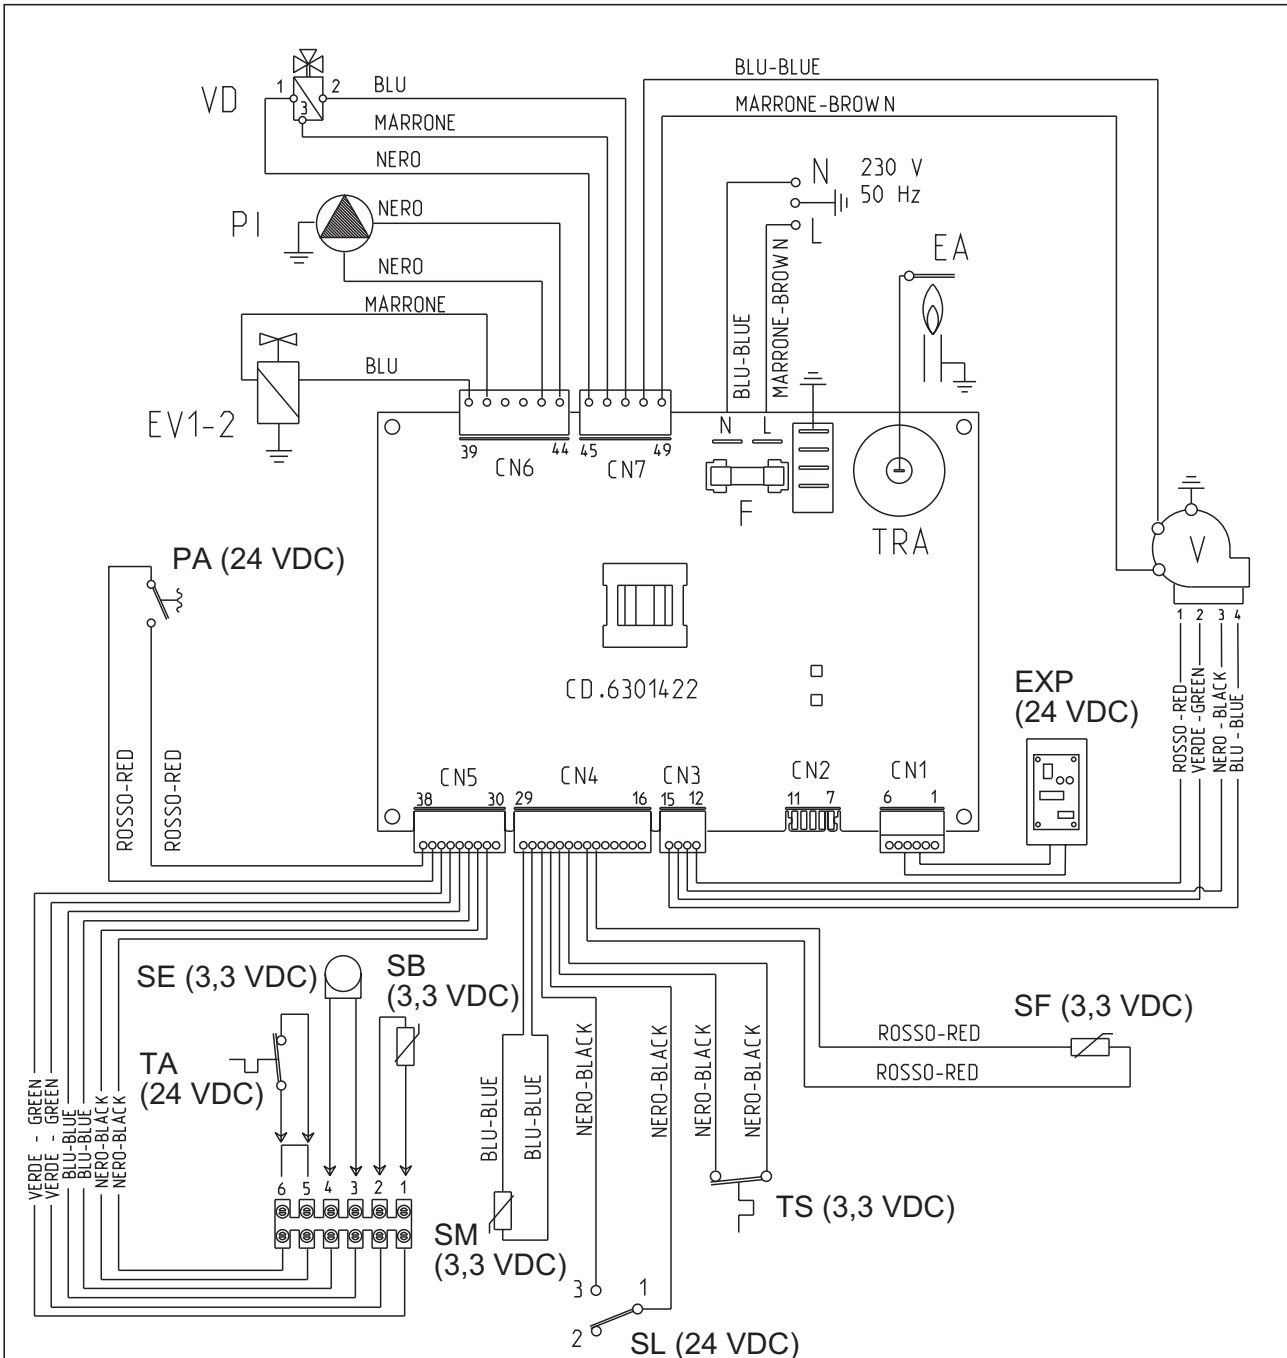 BLU-BLUE
MARRONE-BROWN
VD
1
2
3
BLU
MARRONE
NERO
PI
NERO
NERO
MARRONE
BLU
EV1-2
N
L
230 V
50 Hz
BLU-BLUE
MARRONE-BROWN
EA
39
44
CN6
45
49
CN7
N
L
F
TRA
V
1
2
3
4
ROSSO-RED
VERDE-GREEN
NERO-BLACK
BLU-BLUE
PA (24 VDC)
ROSSO-RED
ROSSO-RED
CD.6301422
EXP
(24 VDC)
CN5
38
30
CN4
29
16
CN3
15
12
CN2
11
7
CN1
6
1
VERDE - GREEN
VERDE - GREEN
BLU-BLUE
BLU-BLUE
NERO-BLACK
NERO-BLACK
SE (3,3 VDC)
SB
(3,3 VDC)
TA
(24 VDC)
6
5
4
3
2
1
BLU-BLUE
BLU-BLUE
SM
(3,3 VDC)
NERO-BLACK
NERO-BLACK
NERO-BLACK
NERO-BLACK
SF (3,3 VDC)
ROSSO-RED
ROSSO-RED
TS (3,3 VDC)
3
1
2
SL (24 VDC)